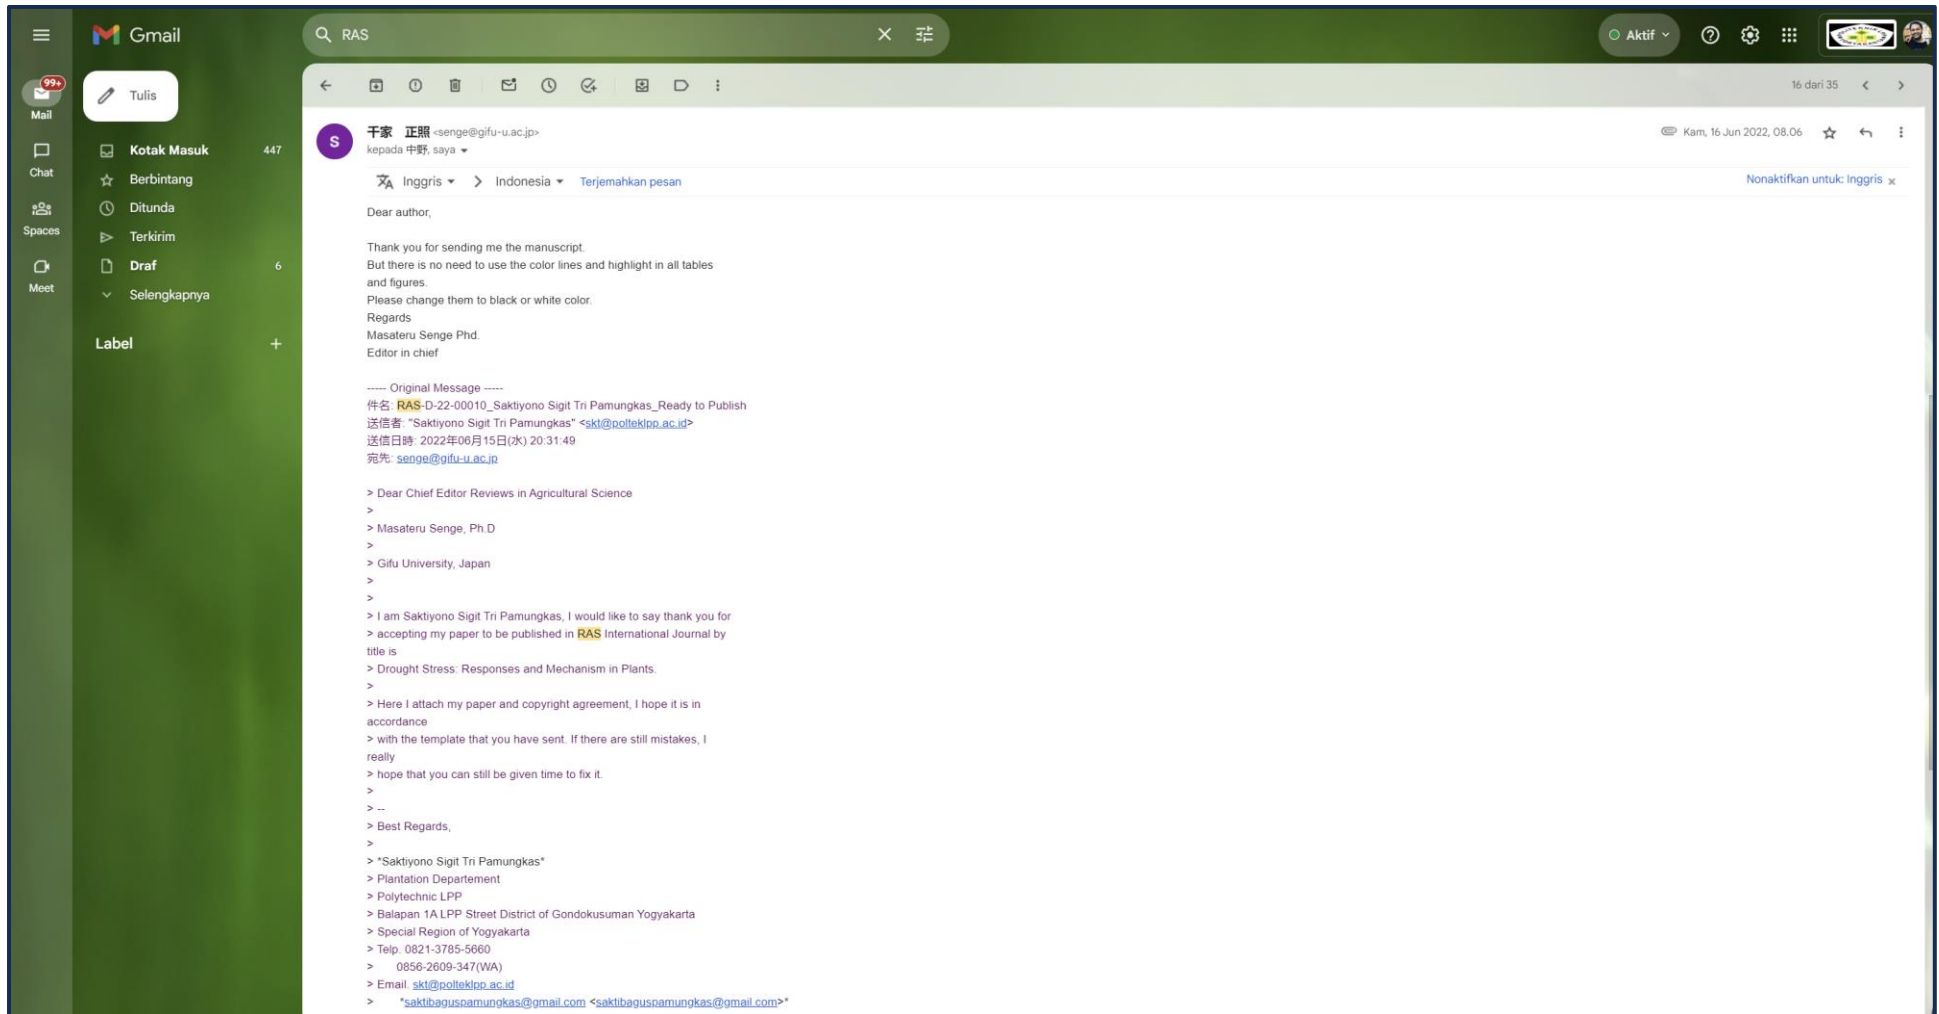 Gmail
RAS
Aktif
99+
Mail
Tulis
16 dari 35
Kotak Masuk 447
Chat
Berbintang
Ditunda
Spaces
Terkirim
Draf 6
Meet
Selengkapnya
Label +
S
千家 正照 <senge@gifu-u.ac.jp>
Kam, 16 Jun 2022, 08.06
kepada 中野, saya
Inggris > Indonesia Terjemahkan pesan
Nonaktifkan untuk: Inggris x
Dear author,
Thank you for sending me the manuscript.
But there is no need to use the color lines and highlight in all tables
and figures.
Please change them to black or white color.
Regards
Masateru Senge Phd.
Editor in chief
----- Original Message -----
件名: RAS-D-22-00010_Saktiyono Sigit Tri Pamungkas_Ready to Publish
送信者: "Saktiyono Sigit Tri Pamungkas" <skt@polteklpp.ac.id>
送信日時: 2022年06月15日(水) 20:31:49
宛先: senge@gifu-u.ac.jp
> Dear Chief Editor Reviews in Agricultural Science
>
> Masateru Senge, Ph.D
>
> Gifu University, Japan
>
>
> I am Saktiyono Sigit Tri Pamungkas, I would like to say thank you for
> accepting my paper to be published in RAS International Journal by
title is
> Drought Stress: Responses and Mechanism in Plants.
>
> Here I attach my paper and copyright agreement, I hope it is in
accordance
> with the template that you have sent. If there are still mistakes, I
really
> hope that you can still be given time to fix it.
>
> --
> Best Regards,
>
> *Saktiyono Sigit Tri Pamungkas*
> Plantation Departement
> Polytechnic LPP
> Balapan 1A LPP Street District of Gondokusuman Yogyakarta
> Special Region of Yogyakarta
> Telp. 0821-3785-5660
> 0856-2609-347(WA)
> Email. skt@polteklpp.ac.id
> *saktibaguspamungkas@gmail.com <saktibaguspamungkas@gmail.com>*